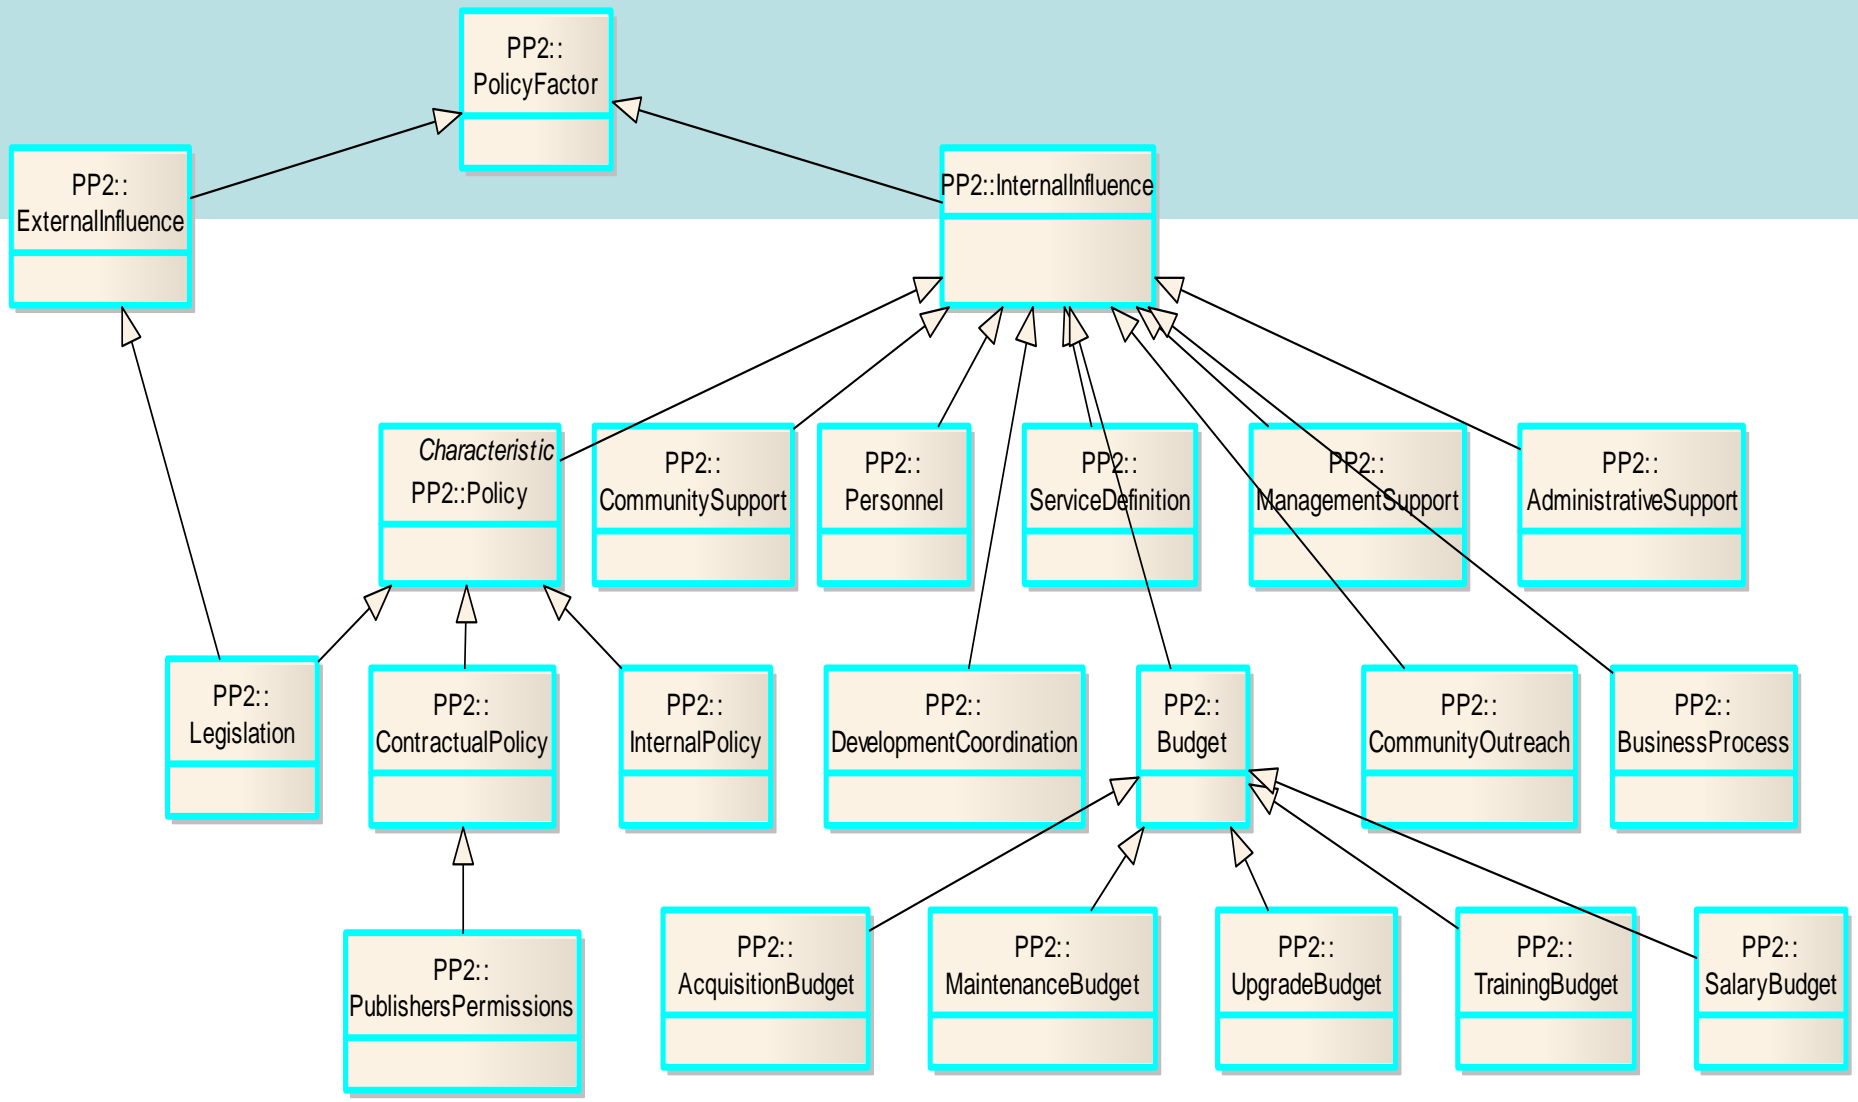 PP2::
PolicyFactor
PP2::
ExternalInfluence
PP2::InternalInfluence
Characteristic
PP2::Policy
PP2::
CommunitySupport
PP2::
Personnel
PP2::
ServiceDefinition
PP2::
ManagementSupport
PP2::
AdministrativeSupport
PP2::
Legislation
PP2::
ContractualPolicy
PP2::
InternalPolicy
PP2::
DevelopmentCoordination
PP2::
Budget
PP2::
CommunityOutreach
PP2::
BusinessProcess
PP2::
PublishersPermissions
PP2::
AcquisitionBudget
PP2::
MaintenanceBudget
PP2::
UpgradeBudget
PP2::
TrainingBudget
PP2::
SalaryBudget